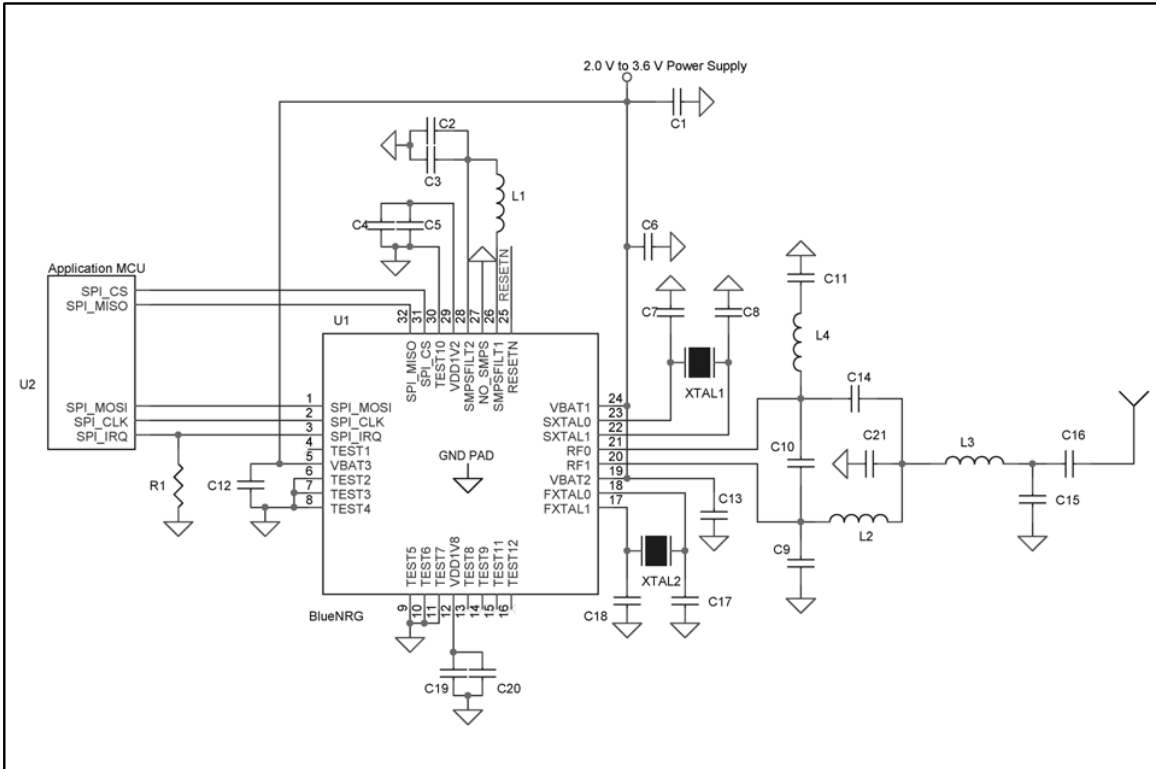 2.0 V to 3.6 V Power Supply
C1
C2
C3
L1
C4
C5
C6
RESETN
Application MCU
SPI_CS
SPI_MISO
U2
SPI_MOSI
SPI_CLK
SPI_IRQ
R1
C12
U1
32 31 30 29 28 27 26 25
SPI_MISO
SPI_CS
TEST10
VDD1V2
SMPSFILT2
NO_SMPS
SMPSFILT1
RESETN
1 SPI_MOSI
2 SPI_CLK
3 SPI_IRQ
4 TEST1
5 VBAT3
6 TEST2
7 TEST3
8 TEST4
GND PAD
VBAT1 24
SXTAL0 23
SXTAL1 22
RF0 21
RF1 20
VBAT2 19
FXTAL0 18
FXTAL1 17
TEST5
TEST6
TEST7
VDD1V8
TEST8
TEST9
TEST11
TEST12
9 10 11 12 13 14 15 16
BlueNRG
C19
C20
C7
C8
XTAL1
C11
L4
C14
C10
C21
L3
C16
C15
L2
C9
C13
XTAL2
C18
C17